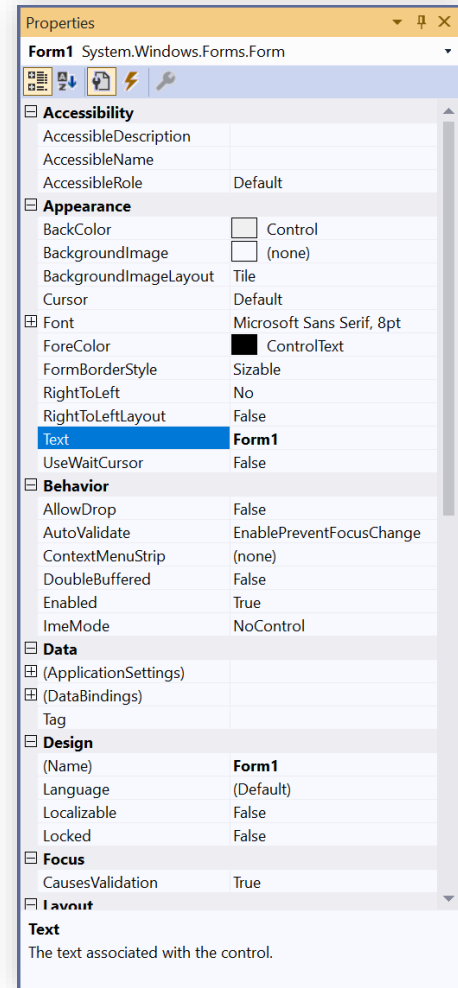 Properties
Form1 System.Windows.Forms.Form
Accessibility
AccessibleDescription
AccessibleName
AccessibleRole Default
Appearance
BackColor Control
BackgroundImage (none)
BackgroundImageLayout Tile
Cursor Default
Font Microsoft Sans Serif, 8pt
ForeColor ControlText
FormBorderStyle Sizable
RightToLeft No
RightToLeftLayout False
Text Form1
UseWaitCursor False
Behavior
AllowDrop False
AutoValidate EnablePreventFocusChange
ContextMenuStrip (none)
DoubleBuffered False
Enabled True
ImeMode NoControl
Data
(ApplicationSettings)
(DataBindings)
Tag
Design
(Name) Form1
Language (Default)
Localizable False
Locked False
Focus
CausesValidation True
Layout
Text
The text associated with the control.